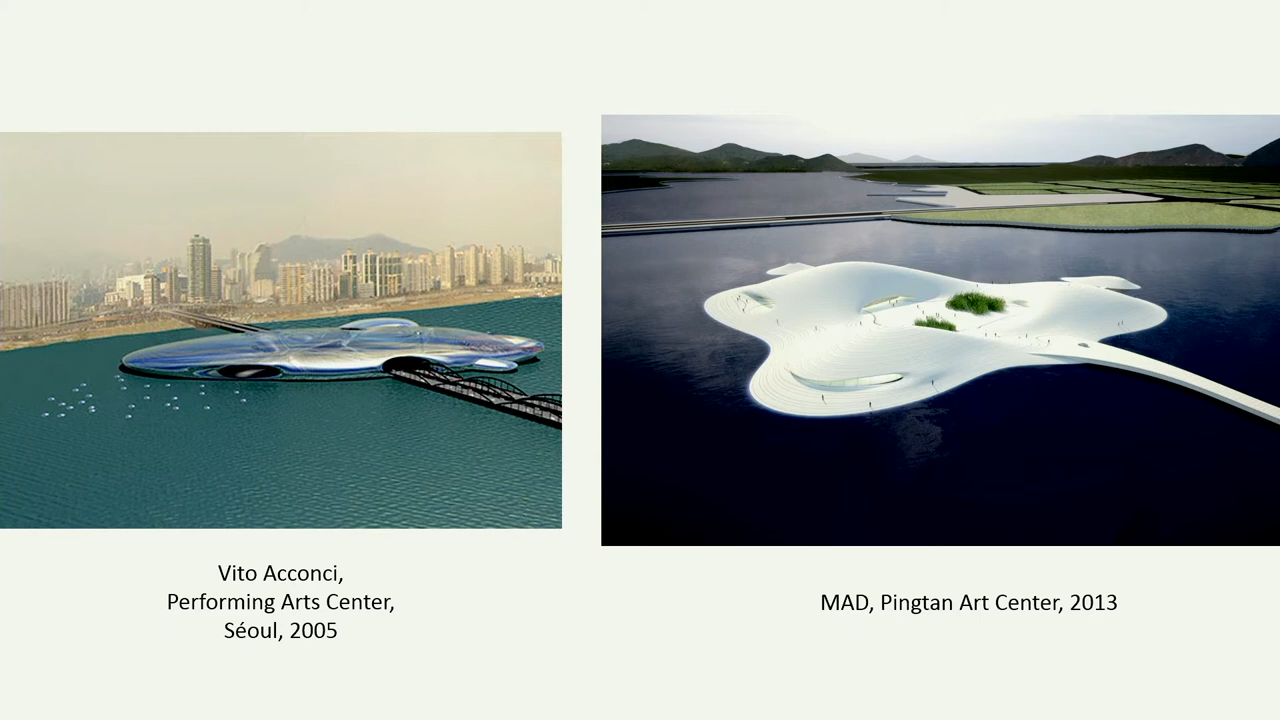 Vito Acconci,
Performing Arts Center,
Séoul, 2005
MAD, Pingtan Art Center, 2013